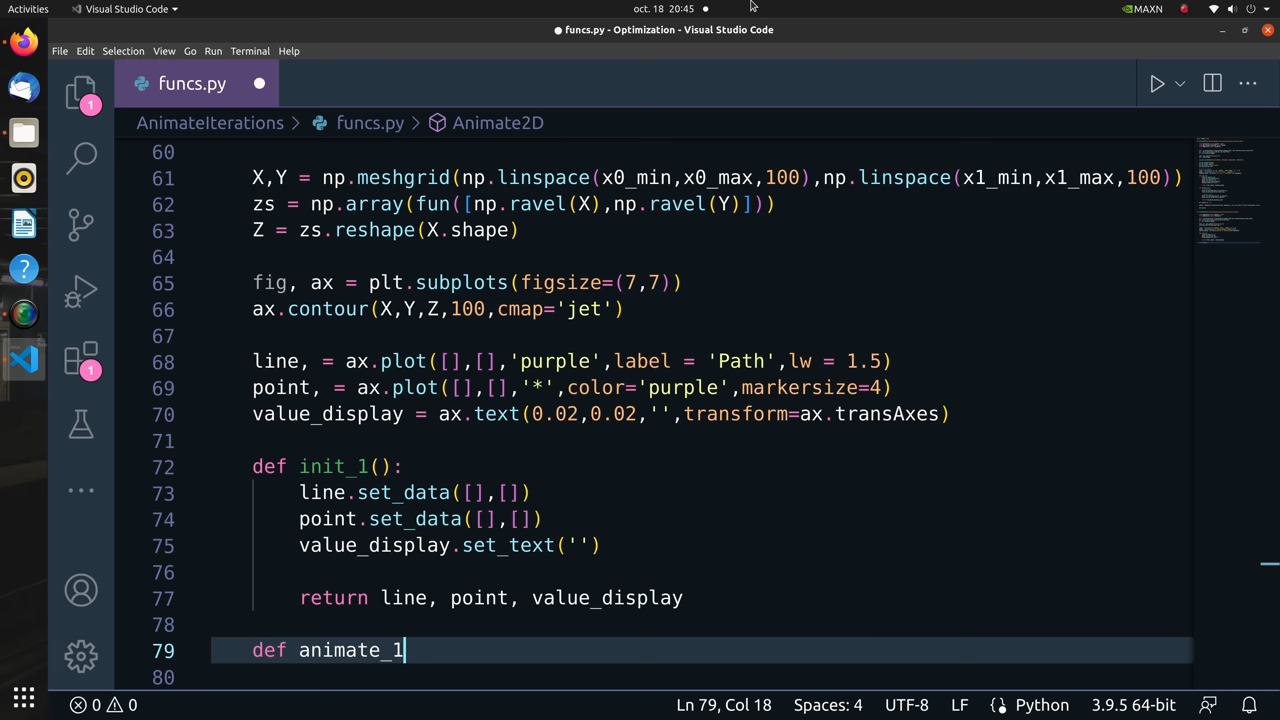 Activities
Visual Studio Code
oct. 18 20:45
MAXN
funcs.py - Optimization - Visual Studio Code
File Edit Selection View Go Run Terminal Help
funcs.py
AnimateIterations > funcs.py > Animate2D
60
61 X,Y = np.meshgrid(np.linspace(x0_min,x0_max,100),np.linspace(x1_min,x1_max,100))
62 zs = np.array(fun([np.ravel(X),np.ravel(Y)]))
63 Z = zs.reshape(X.shape)
64
65 fig, ax = plt.subplots(figsize=(7,7))
66 ax.contour(X,Y,Z,100,cmap='jet')
67
68 line, = ax.plot([],[],'purple',label = 'Path',lw = 1.5)
69 point, = ax.plot([],[],'*',color='purple',markersize=4)
70 value_display = ax.text(0.02,0.02,'',transform=ax.transAxes)
71
72 def init_1():
73 line.set_data([],[])
74 point.set_data([],[])
75 value_display.set_text('')
76
77 return line, point, value_display
78
79 def animate_1
80
1
1
0 0
Ln 79, Col 18 Spaces: 4 UTF-8 LF Python 3.9.5 64-bit